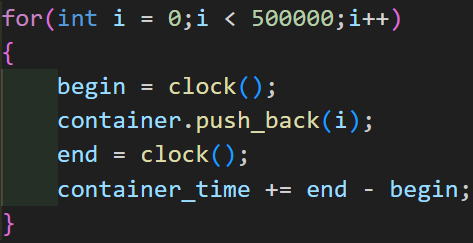 for(int i = 0;i < 500000;i++)
{
    begin = clock();
    container.push_back(i);
    end = clock();
    container_time += end - begin;
}